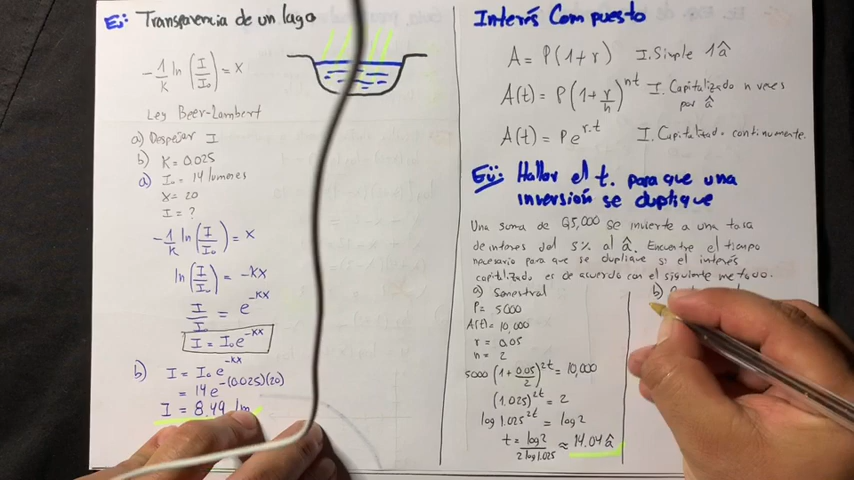 Ej: Transparencia de un lago
-1/k ln (I/I₀) = x
Ley Beer-Lambert
a) Despejar I
b) K = 0.025
a) I₀ = 14 lumenes
x = 20
I = ?
-1/k ln (I/I₀) = x
ln (I/I₀) = -kx
I/I₀ = e^-kx
I = I₀e^-kx
b) I = I₀e^-kx
= 14e^-(0.025)(20)
I = 8.49 lm
Interés Compuesto
A = P(1+r) I. Simple 1â
A(t) = P(1+r/n)^nt I. Capitalizado n veces
por â
A(t) = Pe^r.t I. Capitalizado continuamente.
Ej: Hallar el t. para que una
inversión se duplique
Una suma de Q5,000 se invierte a una tasa
de interes del 5% al â. Encuentre el tiempo
necesario para que se duplique si el interés
capitalizado es de acuerdo con el siguiente metodo.
a) Semestral
P = 5000
A(t) = 10,000
r = 0.05
n = 2
5000 (1 + 0.05/2)^2t = 10,000
(1.025)^2t = 2
log 1.025^2t = log 2
t = log 2 / 2 log 1.025 ≈ 14.04 â
b)